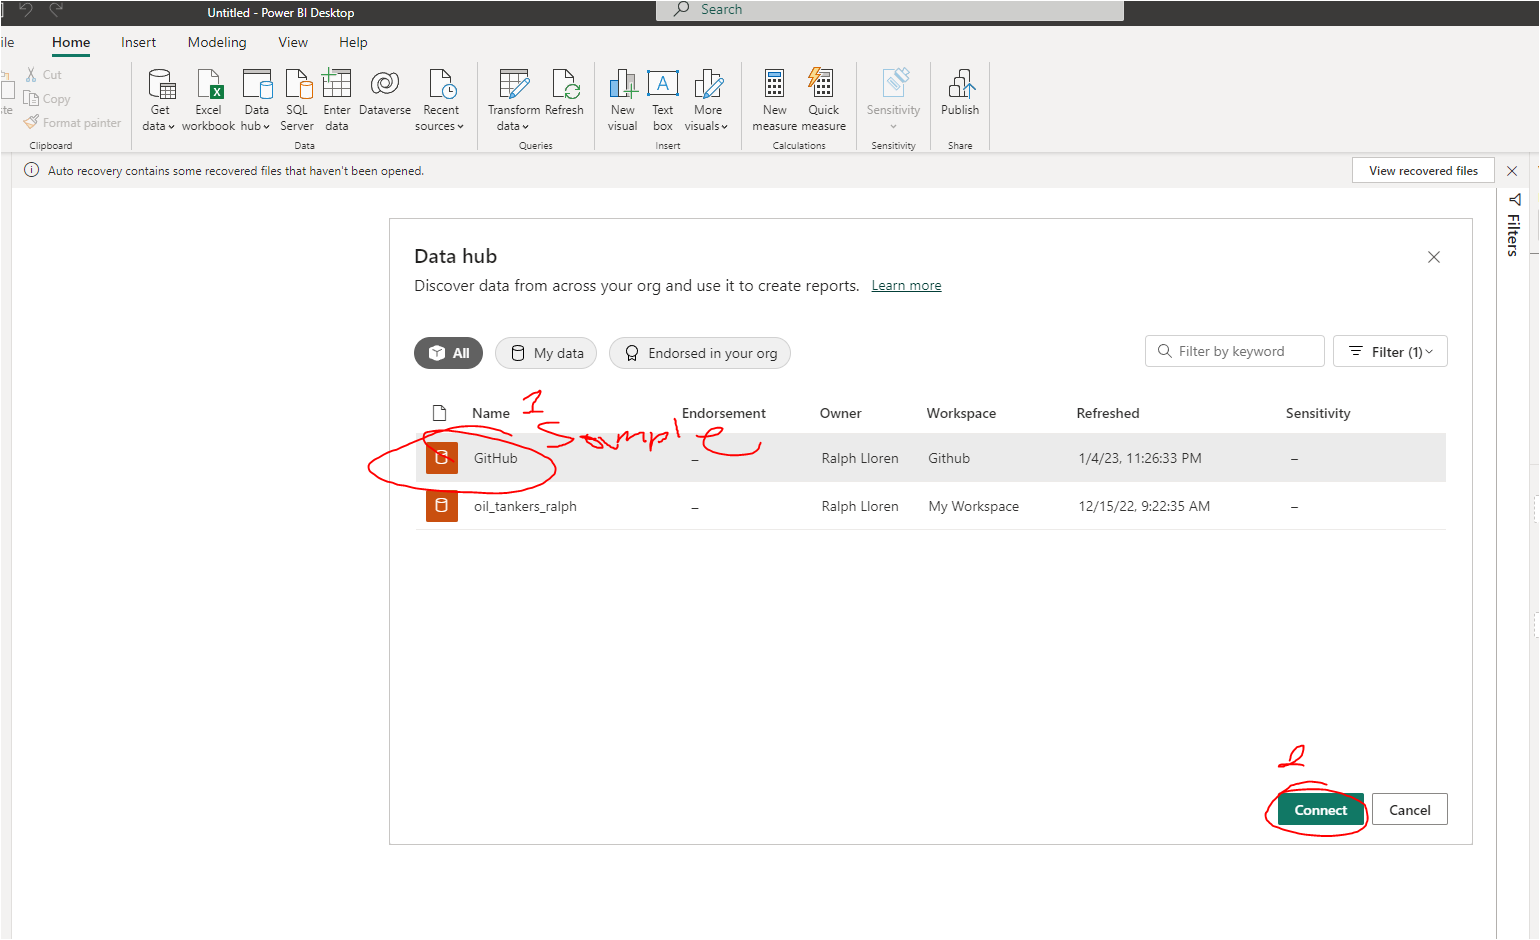 Untitled - Power BI Desktop
Search
ile Home Insert Modeling View Help
Cut
Copy
Format painter
Clipboard
Get data
Excel workbook
Data hub
SQL Server
Enter data
Dataverse
Recent sources
Data
Transform data
Refresh
Queries
New visual
Text box
More visuals
Insert
New measure
Quick measure
Calculations
Sensitivity
Sensitivity
Publish
Share
Auto recovery contains some recovered files that haven't been opened.
View recovered files
Filters
Data hub
Discover data from across your org and use it to create reports. Learn more
All My data Endorsed in your org
Filter by keyword Filter (1)
1
Name Endorsement Owner Workspace Refreshed Sensitivity
Sample
GitHub – Ralph Lloren Github 1/4/23, 11:26:33 PM –
oil_tankers_ralph – Ralph Lloren My Workspace 12/15/22, 9:22:35 AM –
2
Connect Cancel